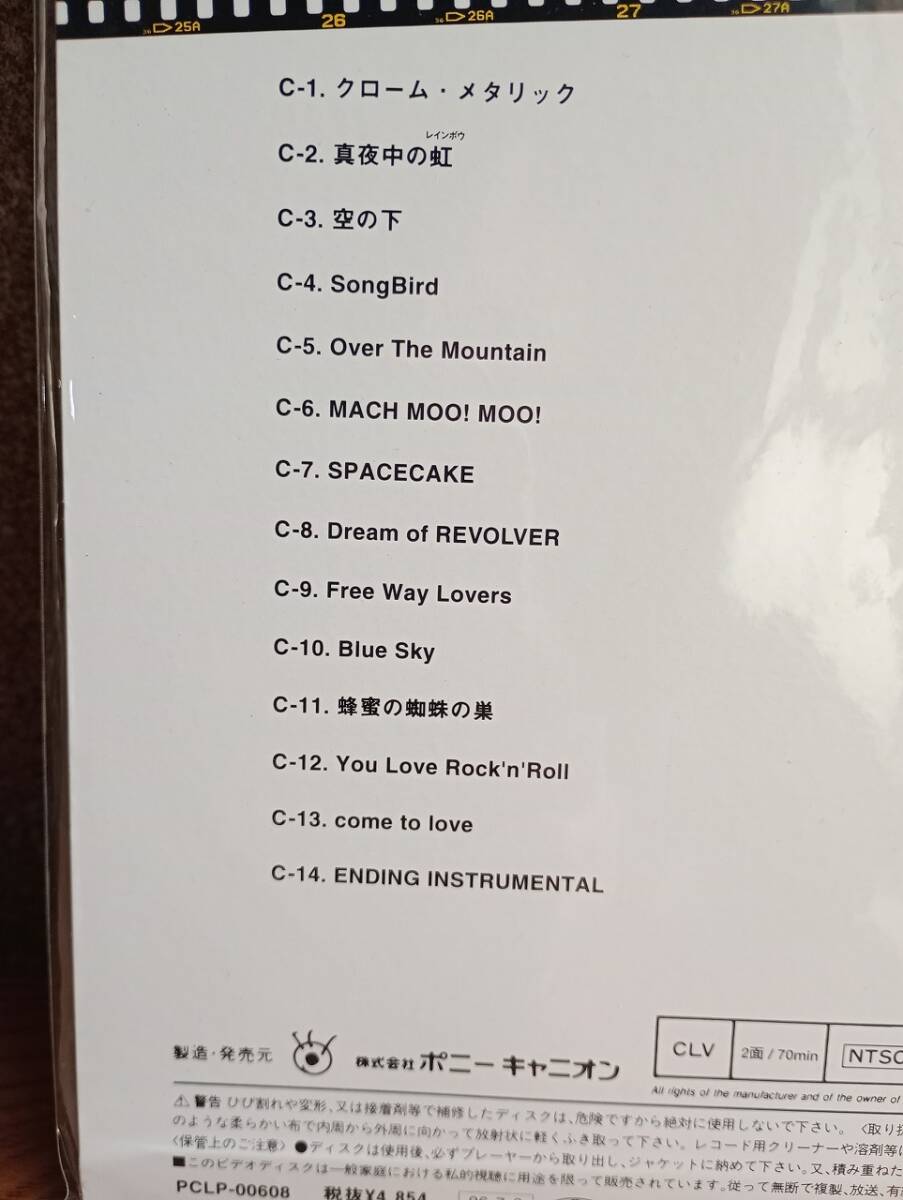 36 ▷25A 26 36 ▷26A 27 36 ▷27A
C-1. クローム・メタリック
レインボウ
C-2. 真夜中の虹
C-3. 空の下
C-4. SongBird
C-5. Over The Mountain
C-6. MACH MOO! MOO!
C-7. SPACECAKE
C-8. Dream of REVOLVER
C-9. Free Way Lovers
C-10. Blue Sky
C-11. 蜂蜜の蜘蛛の巣
C-12. You Love Rock'n'Roll
C-13. come to love
C-14. ENDING INSTRUMENTAL
製造・発売元 株式会社 ポニーキャニオン
CLV 2面/70min NTSC
All rights of the manufacturer and of the owner of
⚠警告 ひび割れや変形、又は接着剤等で補修したディスクは、危険ですから絶対に使用しないで下さい。〈取り扱
のような柔らかい布で内周から外周に向かって放射状に軽くふき取って下さい。レコード用クリーナーや溶剤等に
〈保管上のご注意〉●ディスクは使用後、必ずプレーヤーから取り出し、ジャケットに納めて下さい。又、積み重ねた
■このビデオディスクは一般家庭における私的視聴に用途を限って販売されています。従って無断で複製、放送、有
PCLP-00608 税抜¥4,854